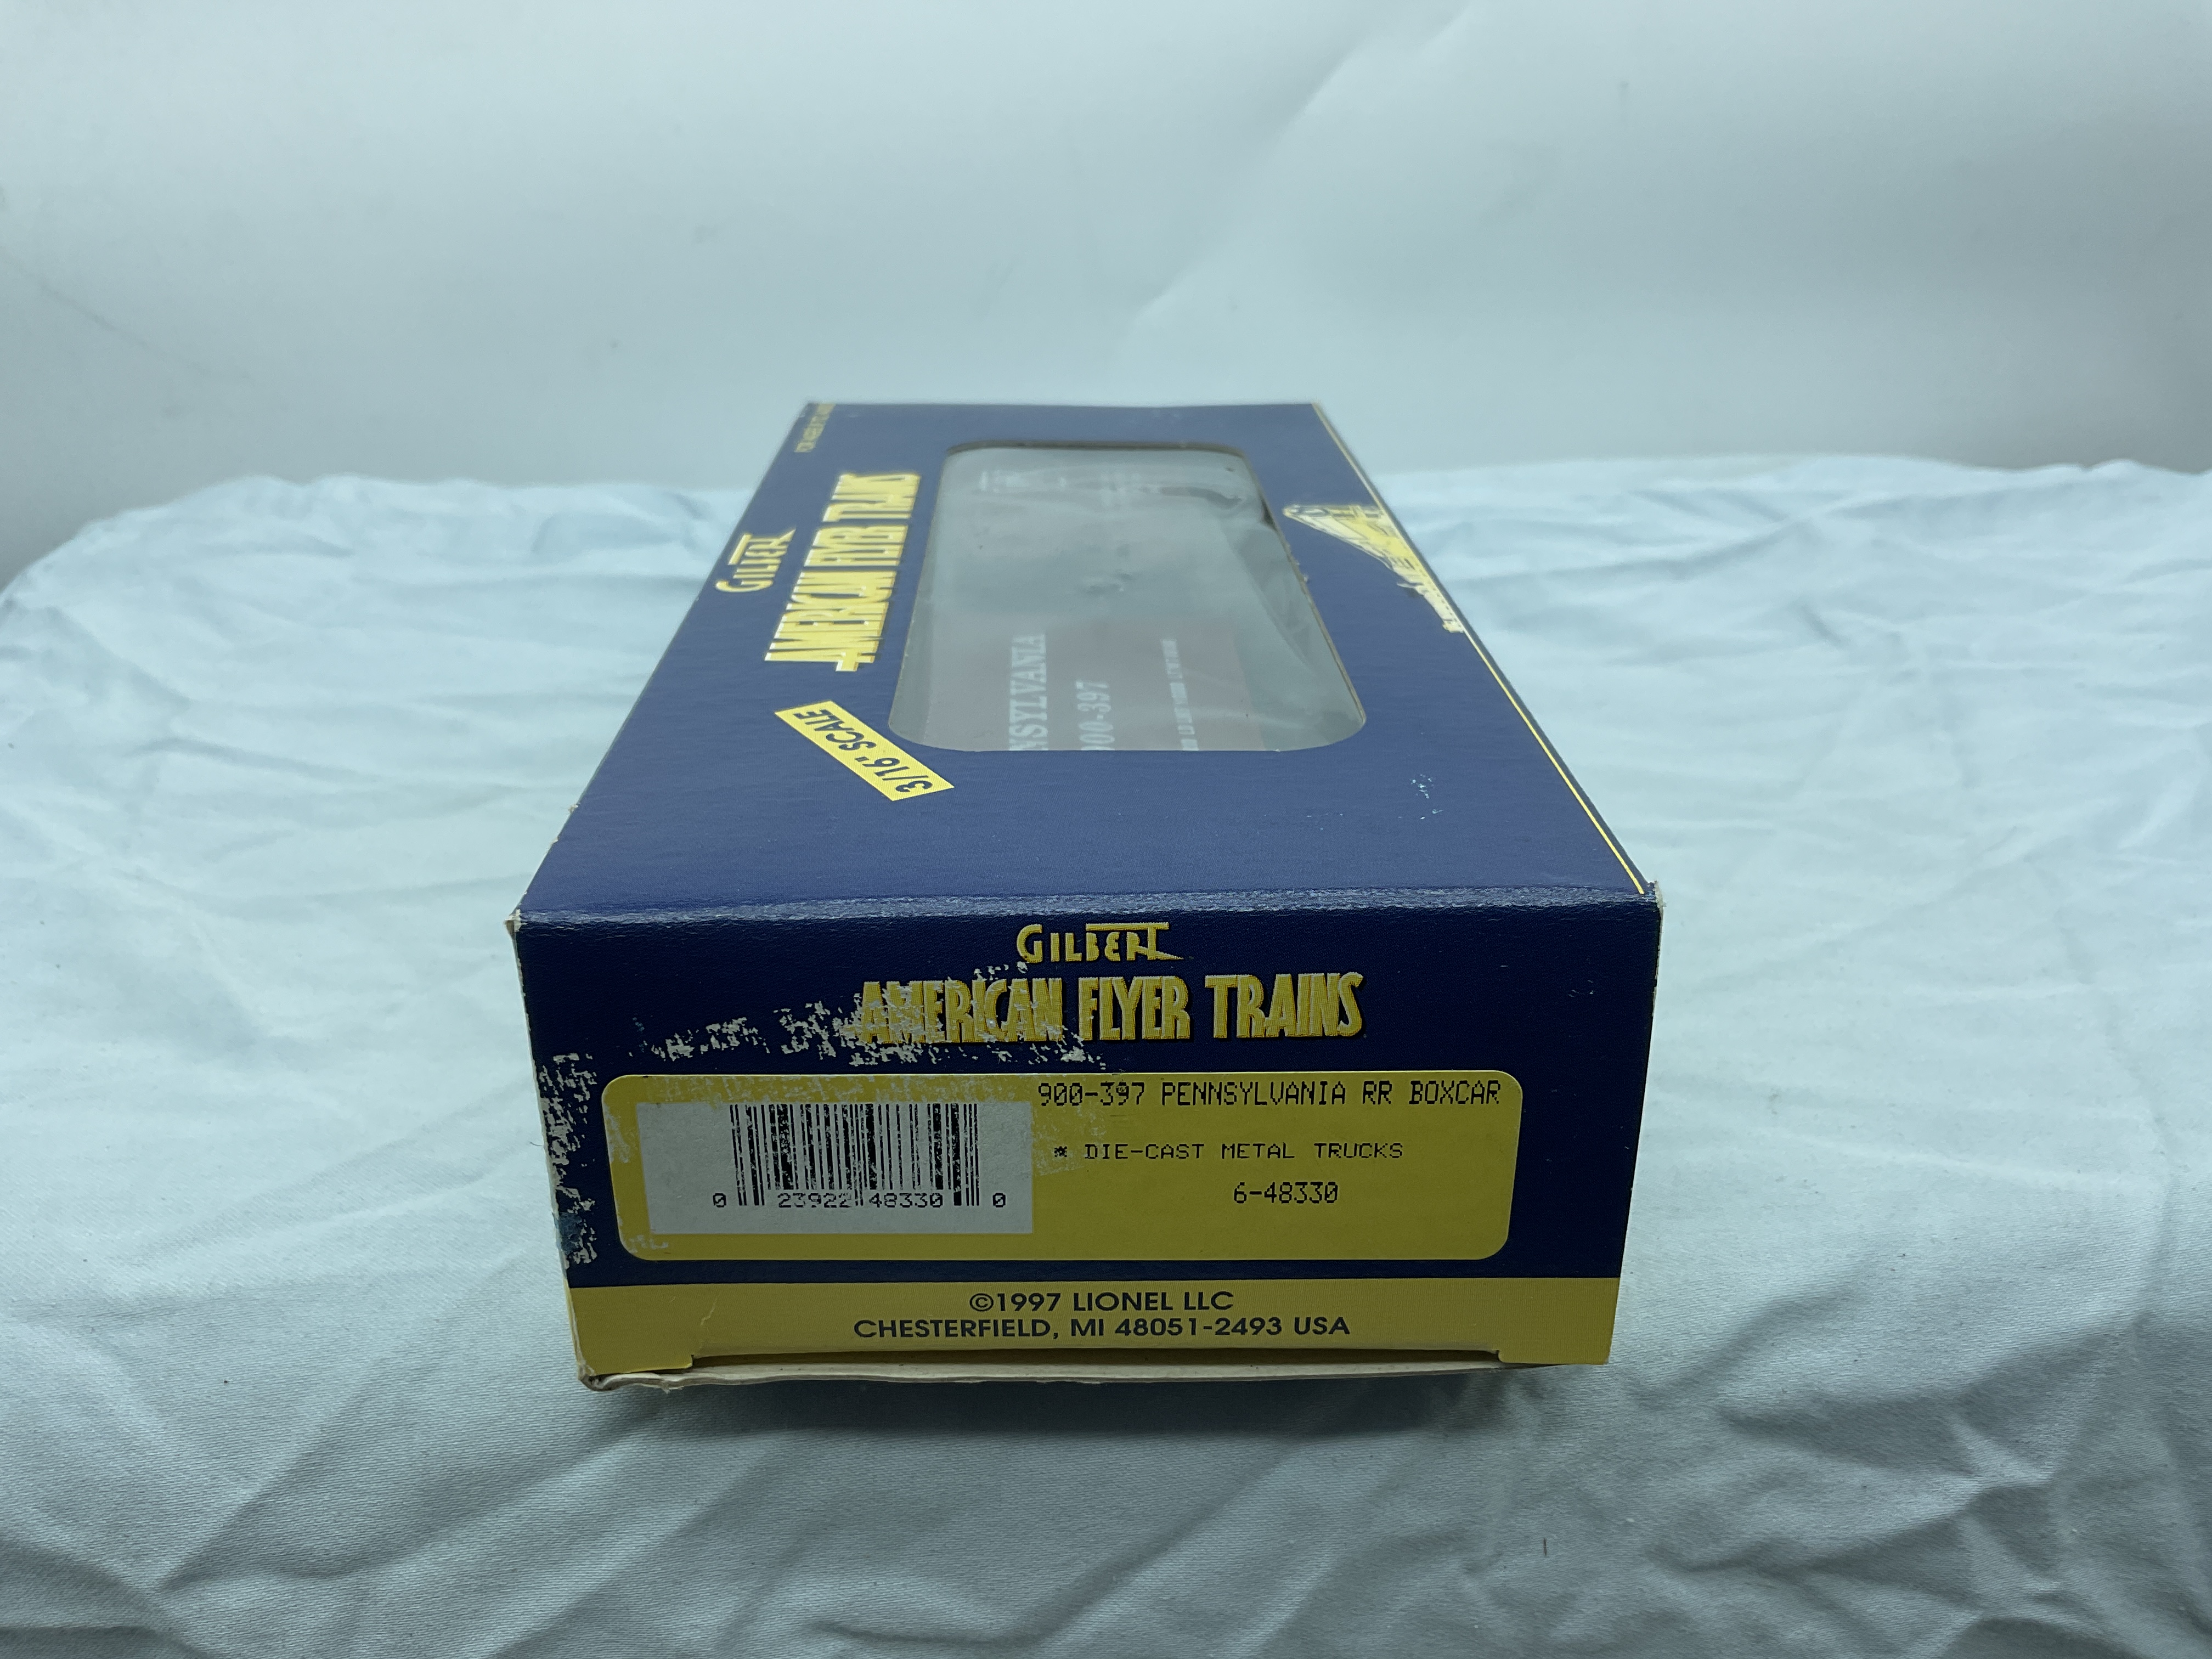 GILBERT
AMERICAN FLYER TRAINS
3/16" SCALE
NSYLVANIA
900-397
GILBERT
AMERICAN FLYER TRAINS
900-397 PENNSYLVANIA RR BOXCAR
* DIE-CAST METAL TRUCKS
6-48330
0 23922 48330 0
©1997 LIONEL LLC
CHESTERFIELD, MI 48051-2493 USA